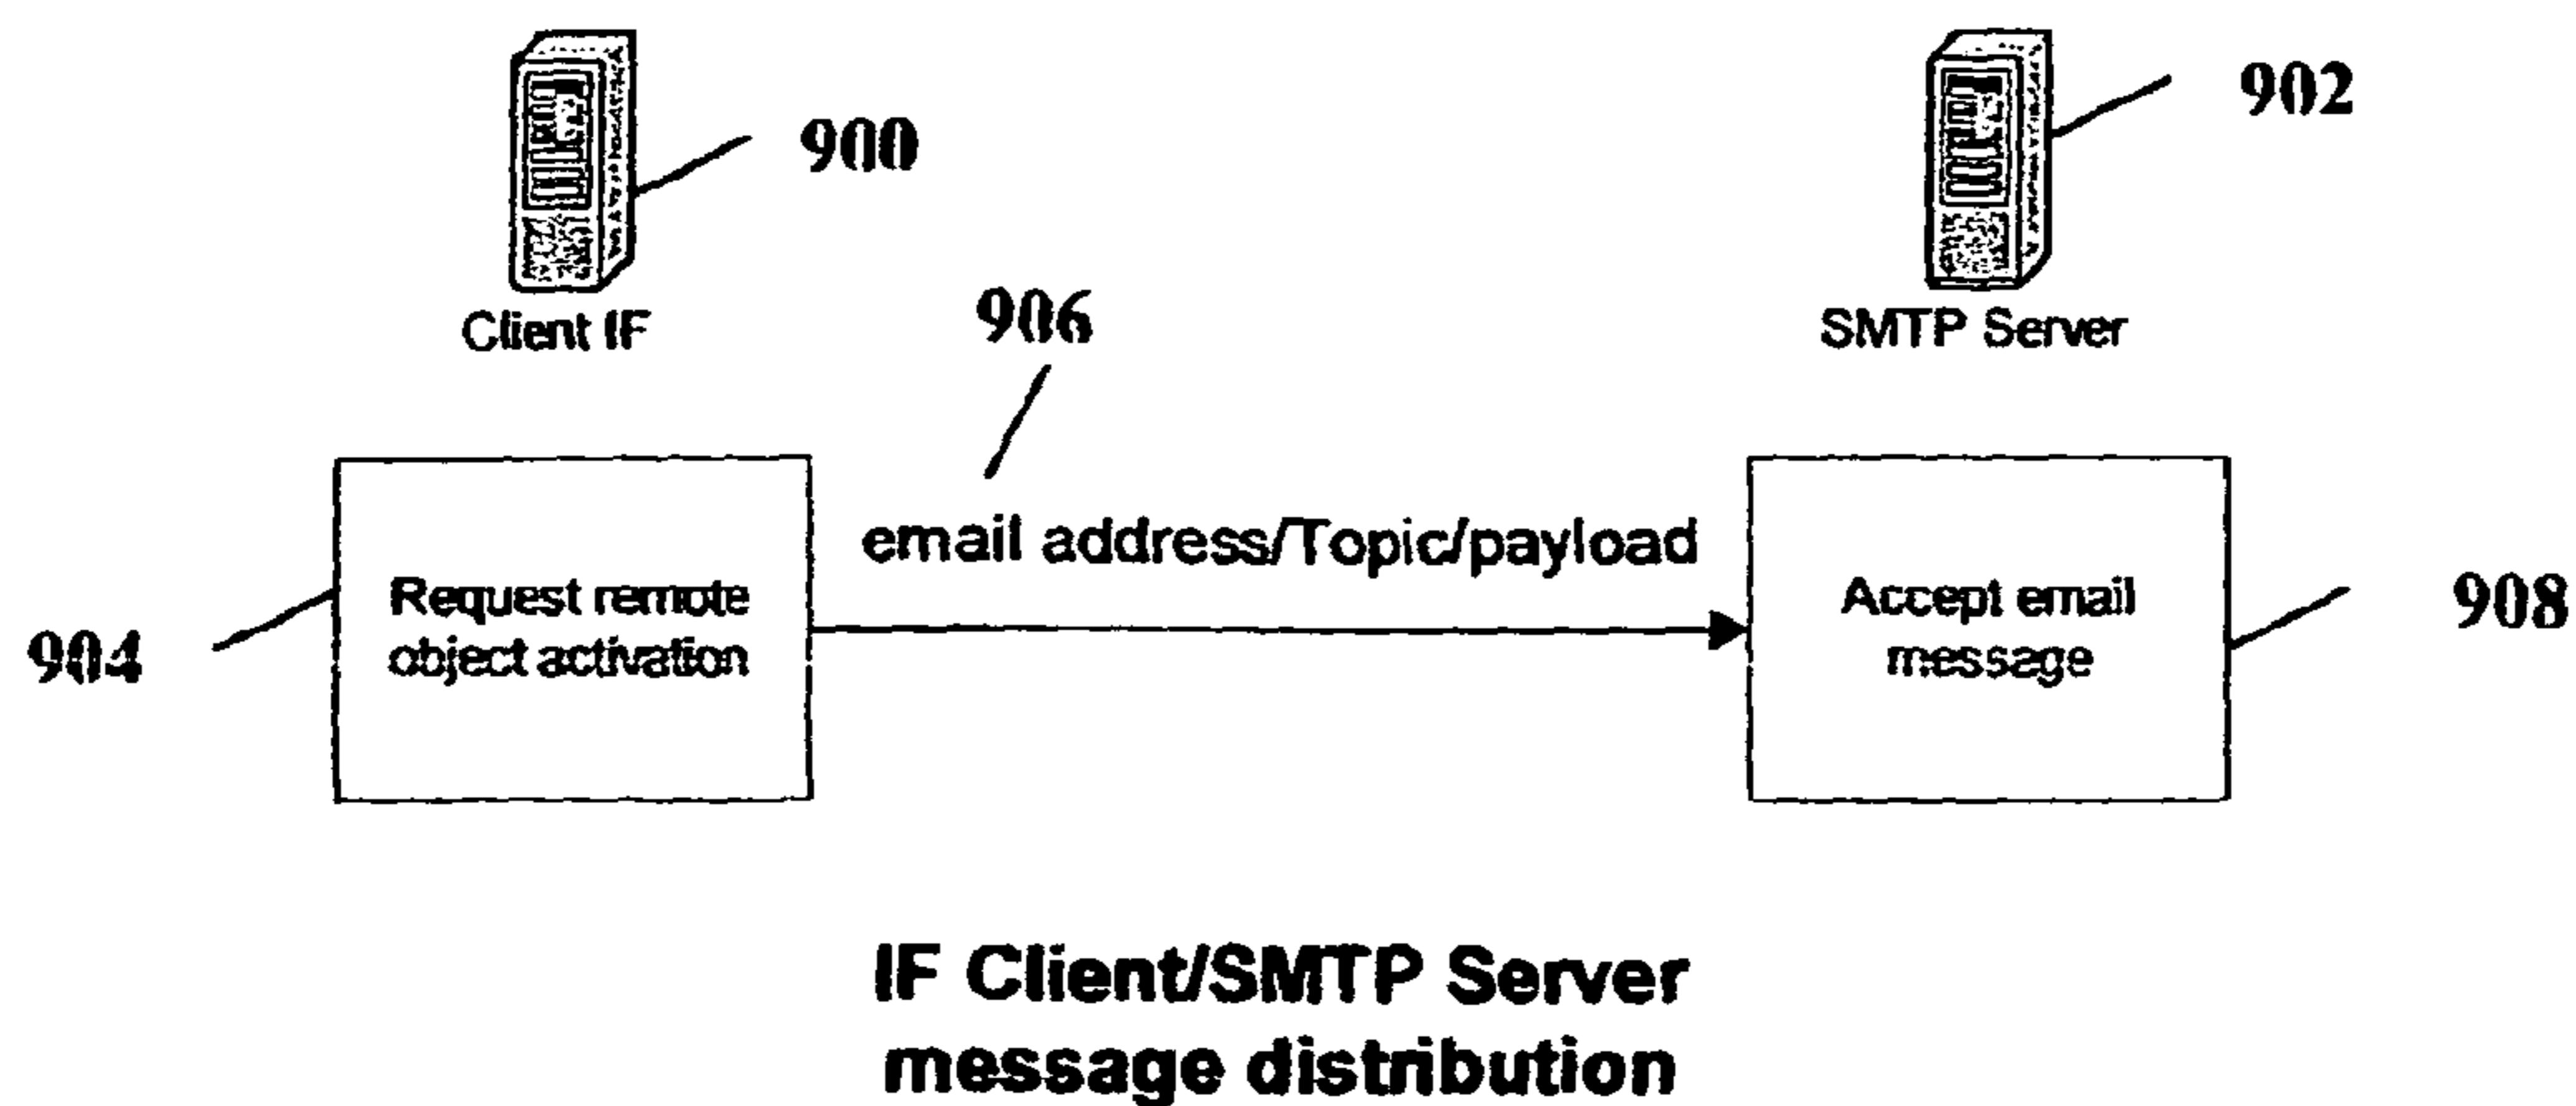 900
902
Client IF
SMTP Server
906
email address/Topic/payload
904
Request remote
object activation
Accept email
message
908
IF Client/SMTP Server
message distribution